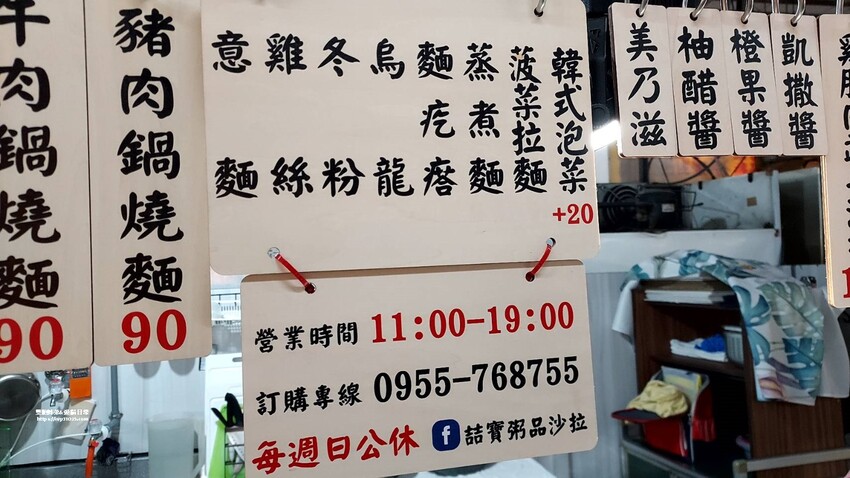 牛肉鍋燒麵
90
豬肉鍋燒麵
90
韓式泡菜
+20
菠菜拉麵
蒸煮麵
麵疙瘩
烏龍
冬粉
雞絲
意麵
美乃滋
柚醋醬
橙果醬
凱撒醬
營業時間 11:00-19:00
訂購專線 0955-768755
每週日公休 f 喆寶粥品沙拉